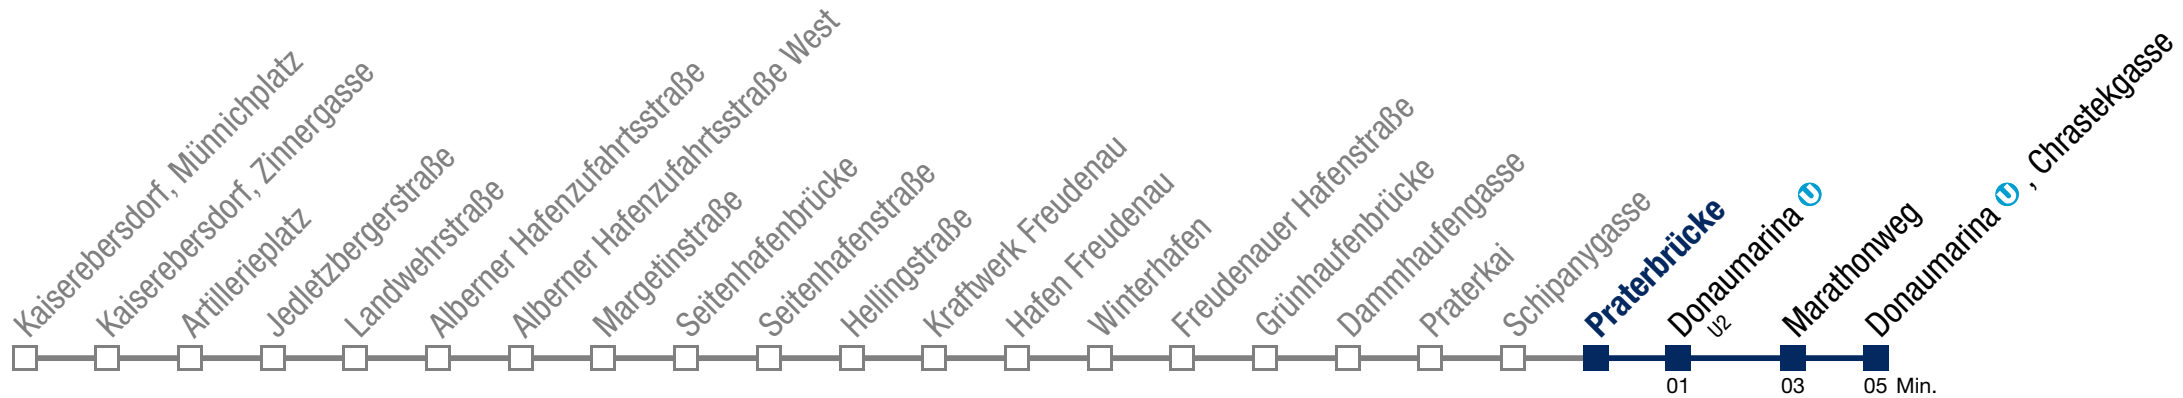 Kaiserebersdorf, Münnichplatz
Kaiserebersdorf, Zinnergasse
Artillerieplatz
Jedletzbergerstraße
Landwehrstraße
Alberner Hafenzufahrtsstraße
Alberner Hafenzufahrtsstraße West
Margetinstraße
Seitenhafenbrücke
Seitenhafenstraße
Hellingstraße
Kraftwerk Freudenau
Hafen Freudenau
Winterhafen
Freudenauer Hafenstraße
Grünhaufenbrücke
Dammhaufengasse
Praterkai
Schipanygasse
Praterbrücke
Donaumarina U
U2
Marathonweg
Donaumarina U , Chrastekgasse
01 03 05 Min.